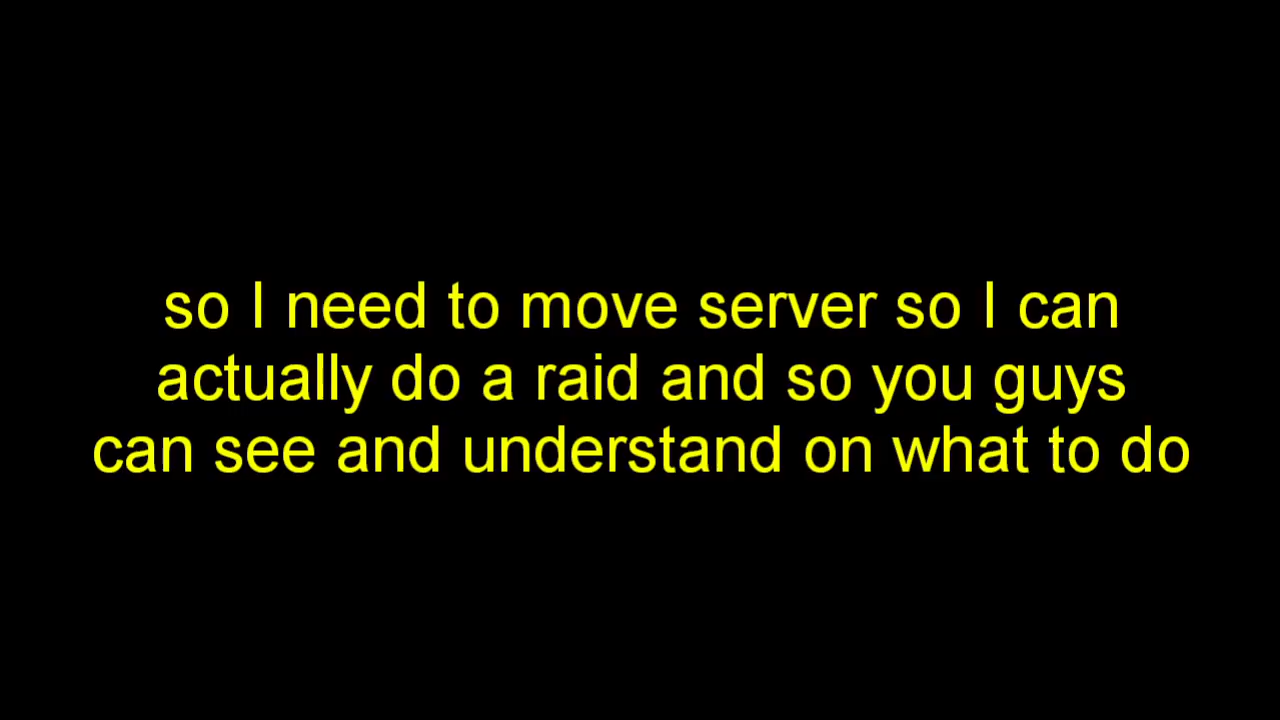 so I need to move server so I can
actually do a raid and so you guys
can see and understand on what to do